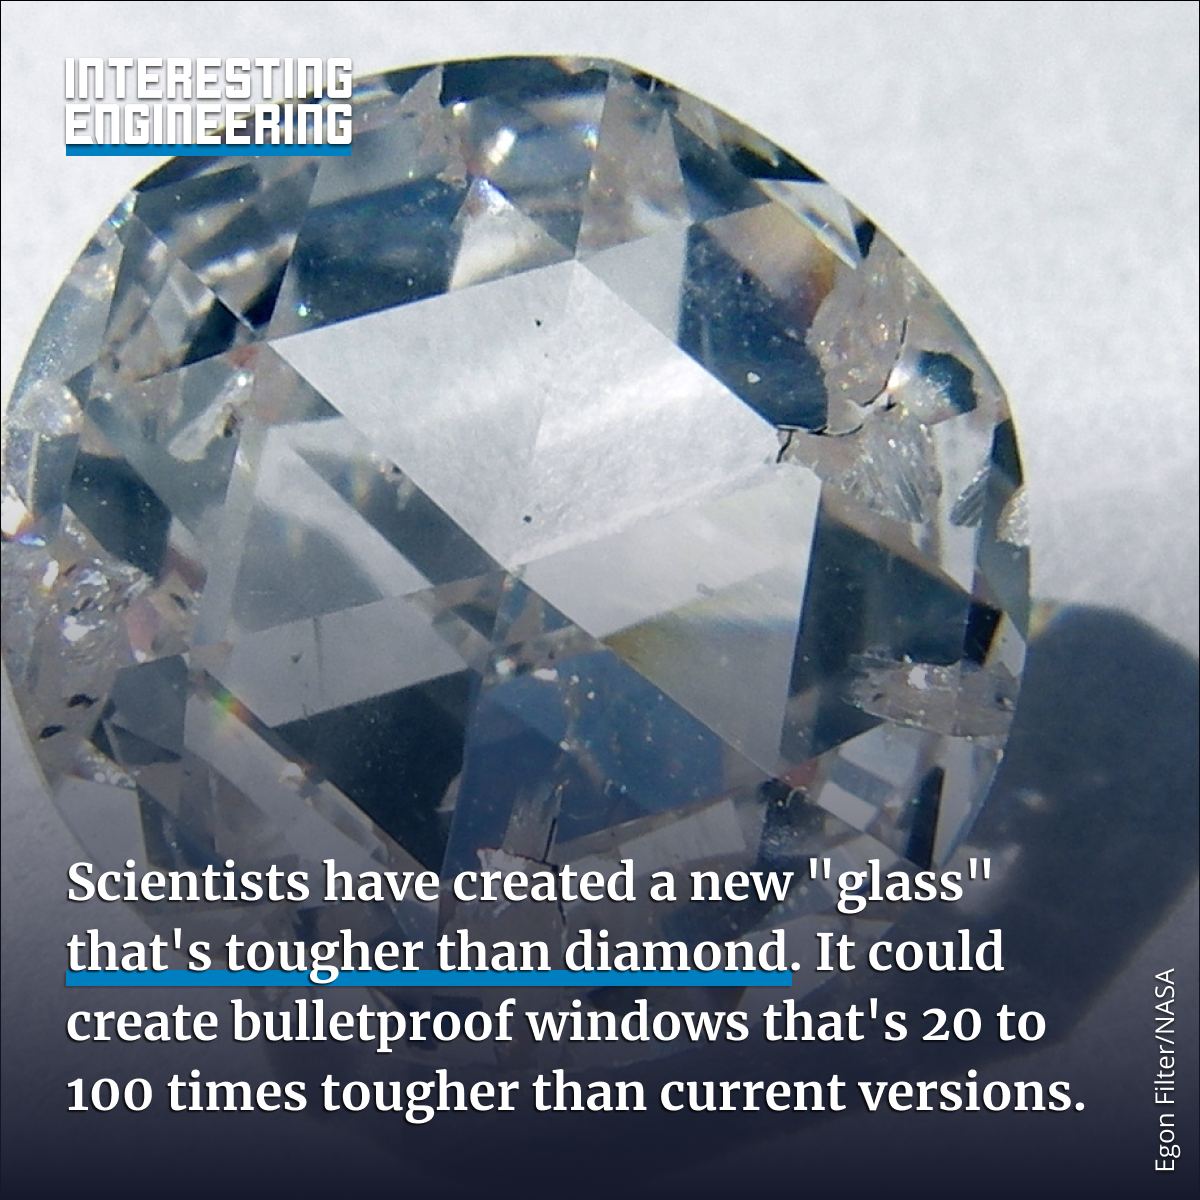 INTERESTING
ENGINEERING
Scientists have created a new "glass"
that's tougher than diamond. It could
create bulletproof windows that's 20 to
100 times tougher than current versions.
Egon Filter/NASA